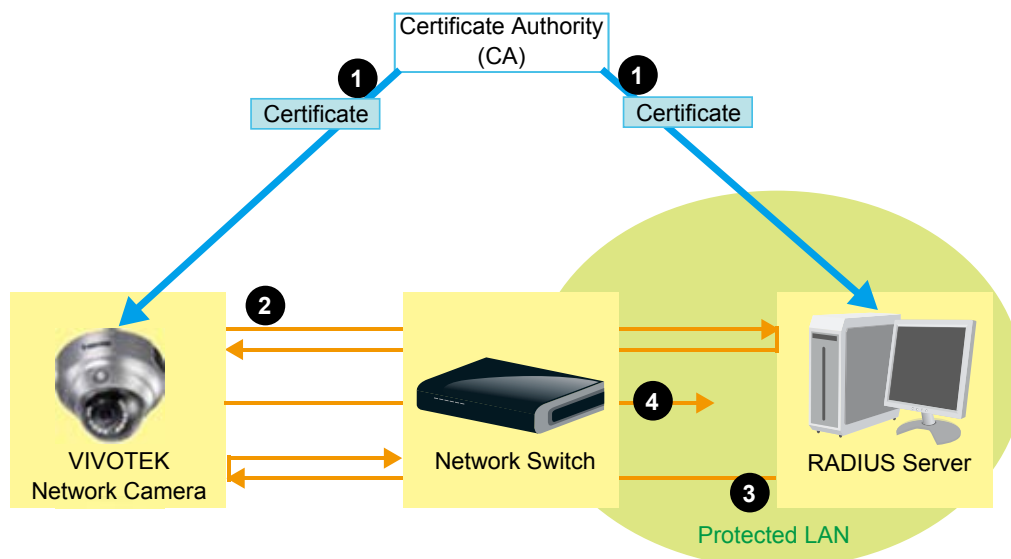 Certificate Authority
(CA)
1
1
Certificate
Certificate
2
4
VIVOTEK
Network Camera
Network Switch
RADIUS Server
3
Protected LAN